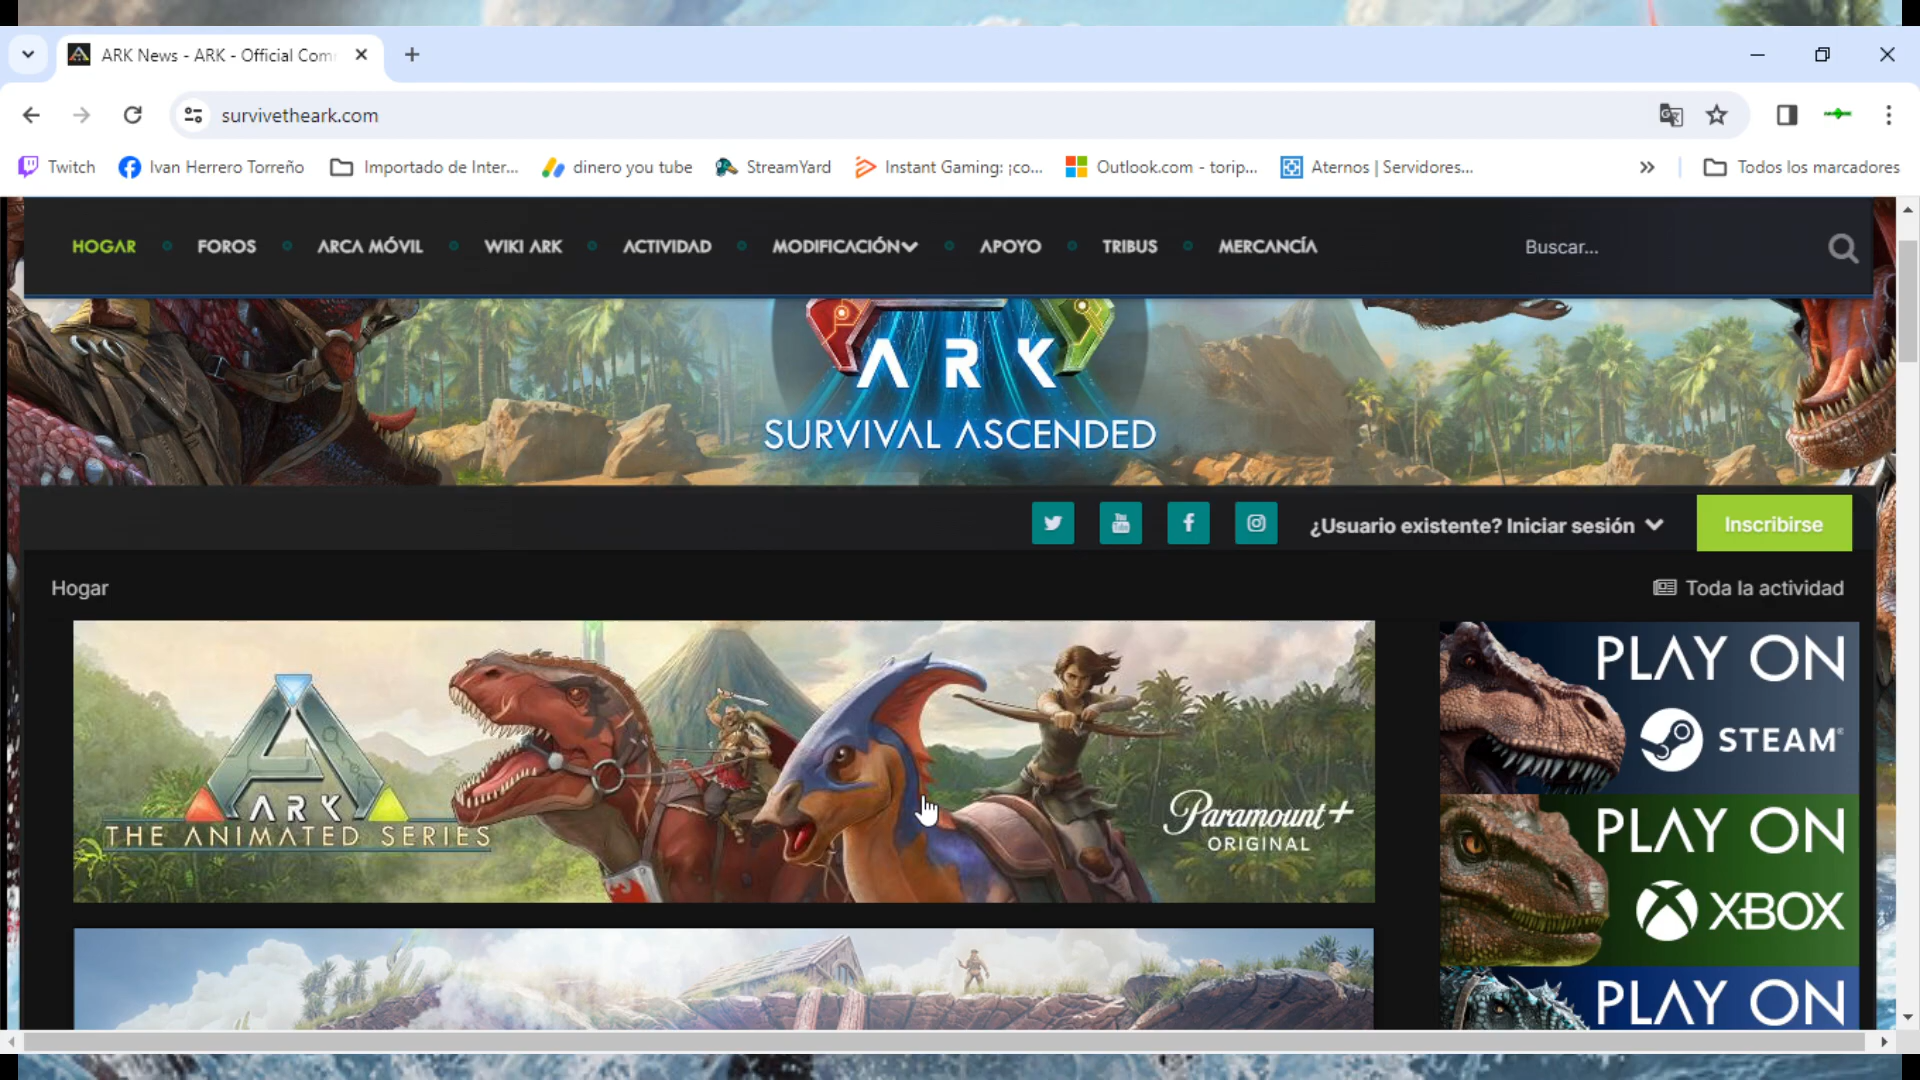 ARK News - ARK - Official Com
survivetheark.com
Twitch
Ivan Herrero Torreño
Importado de Inter...
dinero you tube
StreamYard
Instant Gaming: ¡co...
Outlook.com - torip...
Aternos | Servidores...
Todos los marcadores
HOGAR
FOROS
ARCA MÓVIL
WIKI ARK
ACTIVIDAD
MODIFICACIÓN
APOYO
TRIBUS
MERCANCÍA
Buscar...
ARK
SURVIVAL ASCENDED
¿Usuario existente? Iniciar sesión
Inscribirse
Hogar
Toda la actividad
ARK
THE ANIMATED SERIES
Paramount+
ORIGINAL
PLAY ON
STEAM
PLAY ON
XBOX
PLAY ON